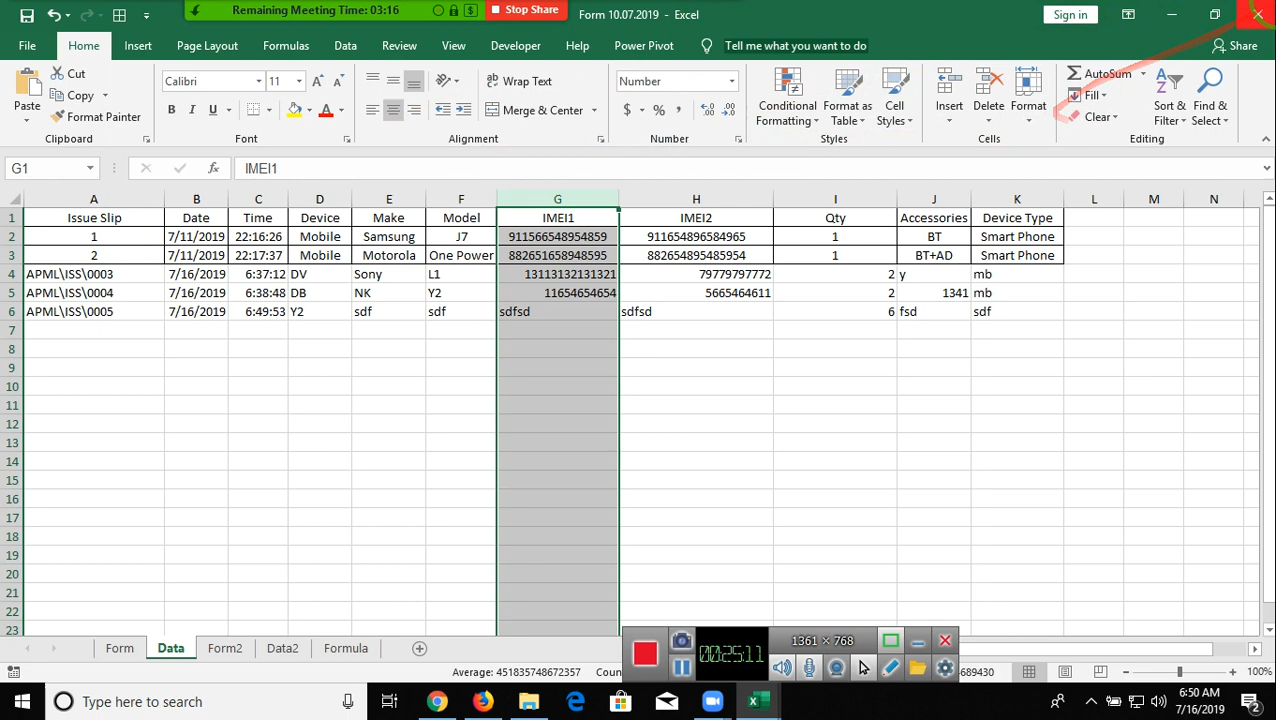 Remaining Meeting Time: 03:16
Stop Share
Form 10.07.2019 - Excel
Sign in
File Home Insert Page Layout Formulas Data Review View Developer Help Power Pivot Tell me what you want to do Share
Paste Cut Copy Format Painter
Clipboard
Calibri 11 A A
B I U A
Font
Wrap Text
Merge & Center
Alignment
Number
$ % ,
Number
Conditional Formatting
Format as Table
Cell Styles
Styles
Insert Delete Format
Cells
AutoSum
Fill
Clear
Sort & Filter
Find & Select
Editing
G1 fx IMEI1
A B C D E F G H I J K L M N
1 Issue Slip Date Time Device Make Model IMEI1 IMEI2 Qty Accessories Device Type
2 1 7/11/2019 22:16:26 Mobile Samsung J7 911566548954859 911654896584965 1 BT Smart Phone
3 2 7/11/2019 22:17:37 Mobile Motorola One Power 882651658948595 882654895485954 1 BT+AD Smart Phone
4 APML\ISS\0003 7/16/2019 6:37:12 DV Sony L1 13113132131321 79779797772 2 y mb
5 APML\ISS\0004 7/16/2019 6:38:48 DB NK Y2 11654654654 5665464611 2 1341 mb
6 APML\ISS\0005 7/16/2019 6:49:53 Y2 sdf sdf sdfsd sdfsd 6 fsd sdf
7
8
9
10
11
12
13
14
15
16
17
18
19
20
21
22
23
Form Data Form2 Data2 Formula
00:25:11
1361 × 768
Average: 451835748672357 Coun 689430 100%
Type here to search
6:50 AM
7/16/2019
2